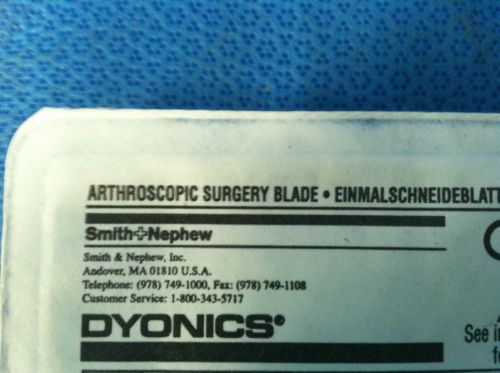 ARTHROSCOPIC SURGERY BLADE • EINMALSCHNEIDEBLATT
Smith+Nephew
Smith & Nephew, Inc.
Andover, MA 01810 U.S.A.
Telephone: (978) 749-1000, Fax: (978) 749-1108
Customer Service: 1-800-343-5717
DYONICS®
See